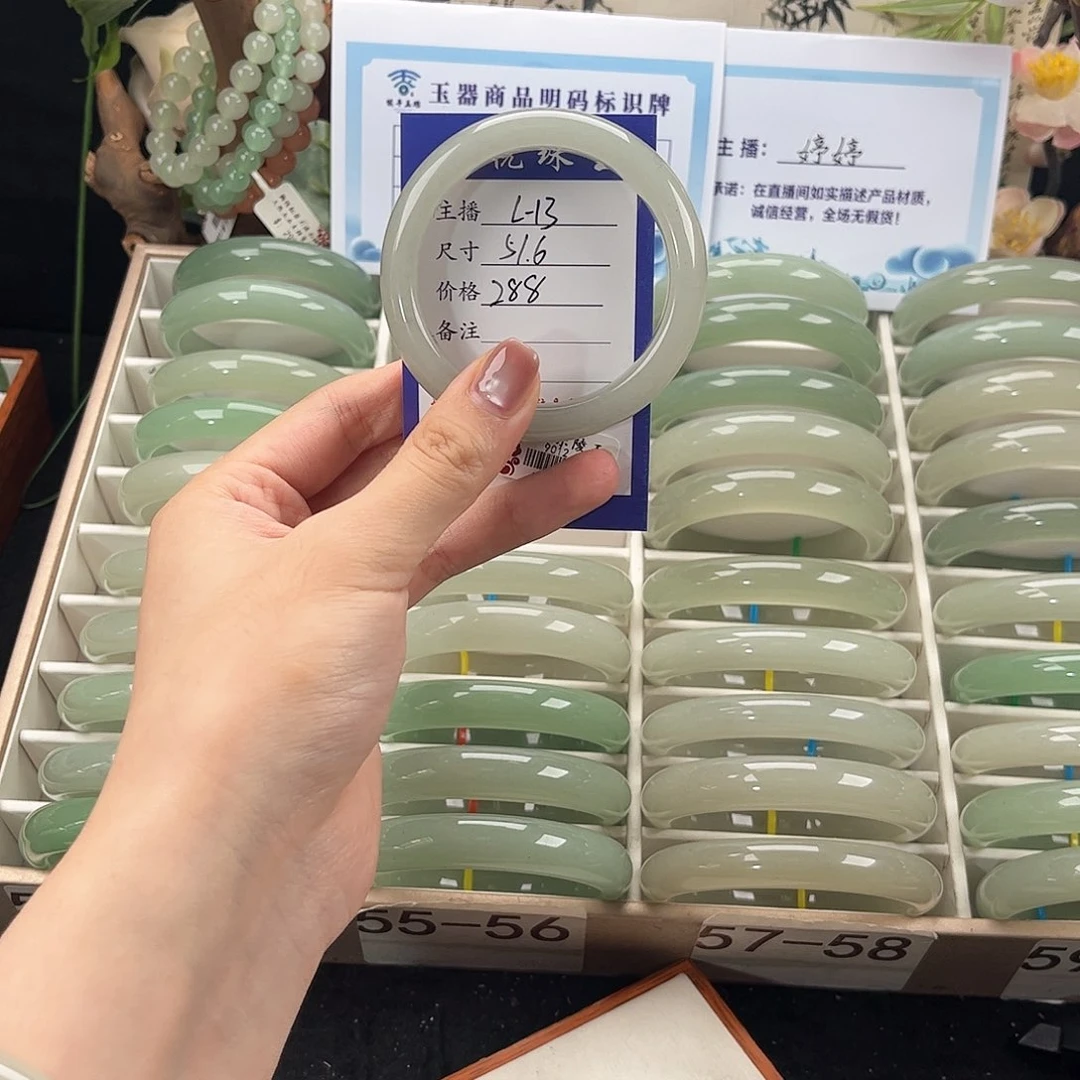 玉器商品明码标识牌
主播 L-13
尺寸 51.6
价格 288
备注
主播： 婷婷
承诺：在直播间如实描述产品材质，
诚信经营，全场无假货！
55-56
57-58
59